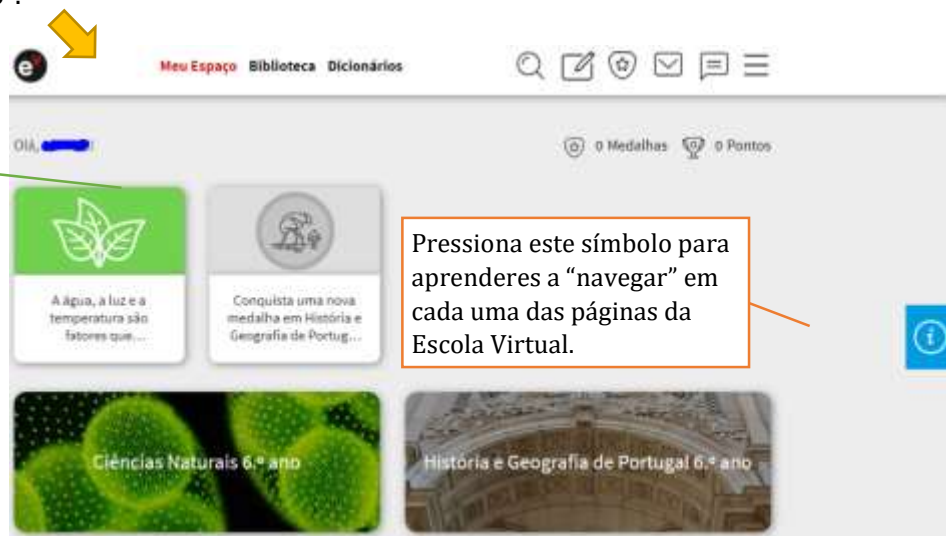 Meu Espaço Biblioteca Dicionários
Olá,
0 Medalhas 0 Pontos
A água, a luz e a
temperatura são
fatores que...
Conquista uma nova
medalha em História e
Geografia de Portug...
Pressiona este símbolo para
aprenderes a “navegar” em
cada uma das páginas da
Escola Virtual.
Ciências Naturais 6.º ano
História e Geografia de Portugal 6.º ano